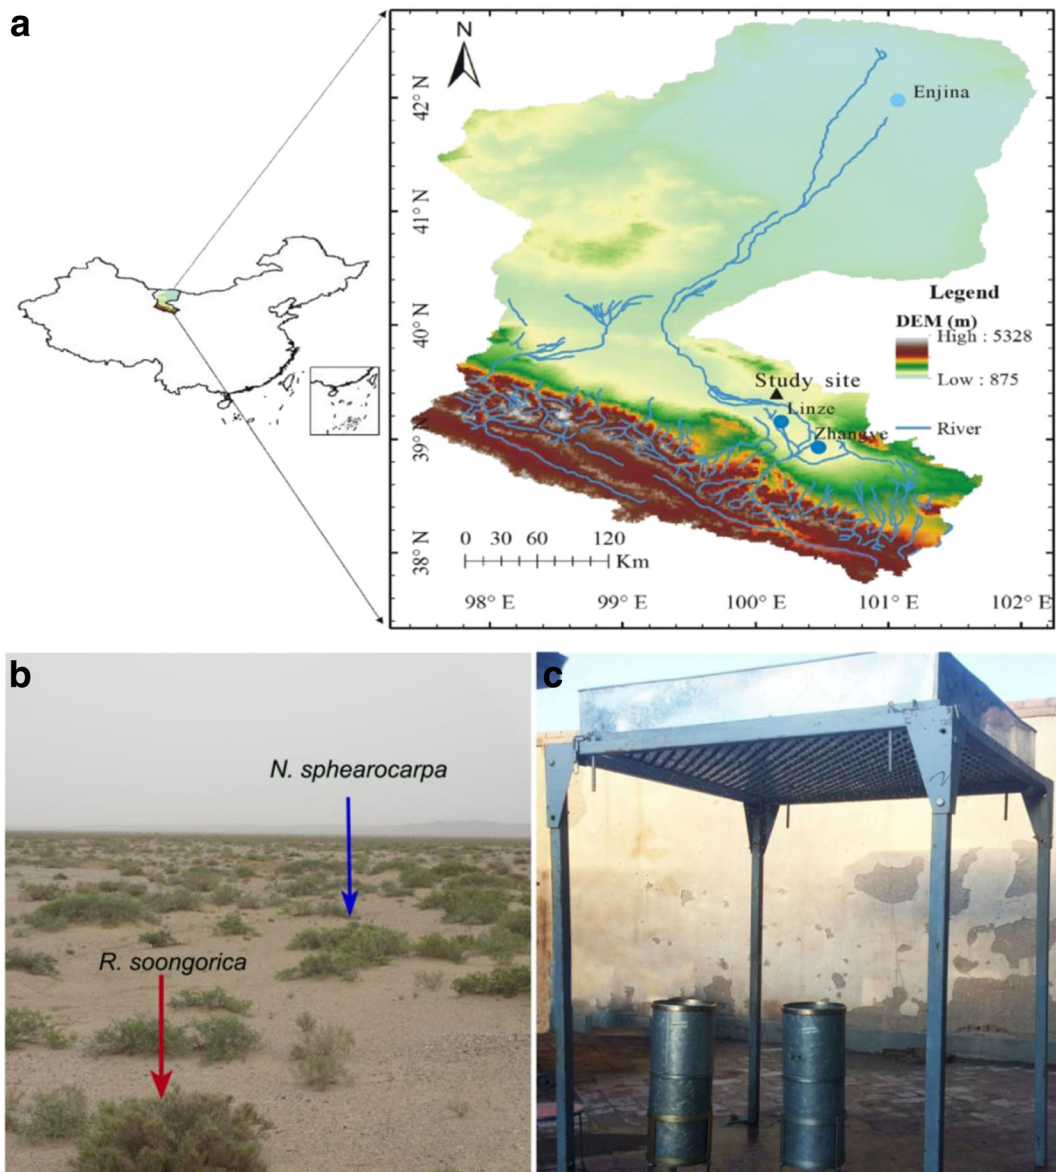 a
N
42° N
41° N
40° N
39° N
38° N
Enjina
Legend
DEM (m)
High : 5328
Low : 875
River
Study site
Linze
Zhangye
0 30 60 120
Km
98° E 99° E 100° E 101° E 102° E
b
N. sphearocarpa
R. soongorica
c